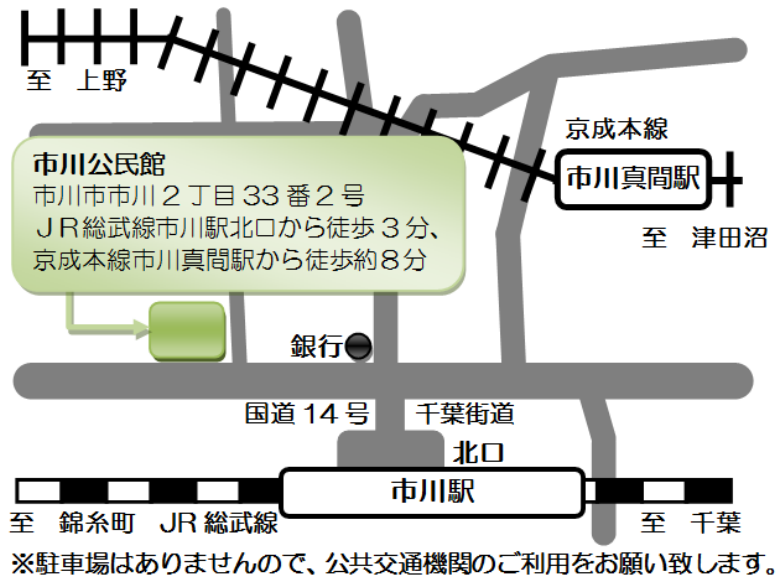 至 上野
京成本線
市川真間駅
至 津田沼
市川公民館
市川市市川２丁目33番２号
ＪＲ総武線市川駅北口から徒歩３分、
京成本線市川真間駅から徒歩約８分
銀行
国道14号 千葉街道
北口
市川駅
至 錦糸町 JR総武線
至 千葉
※駐車場はありませんので、公共交通機関のご利用をお願い致します。